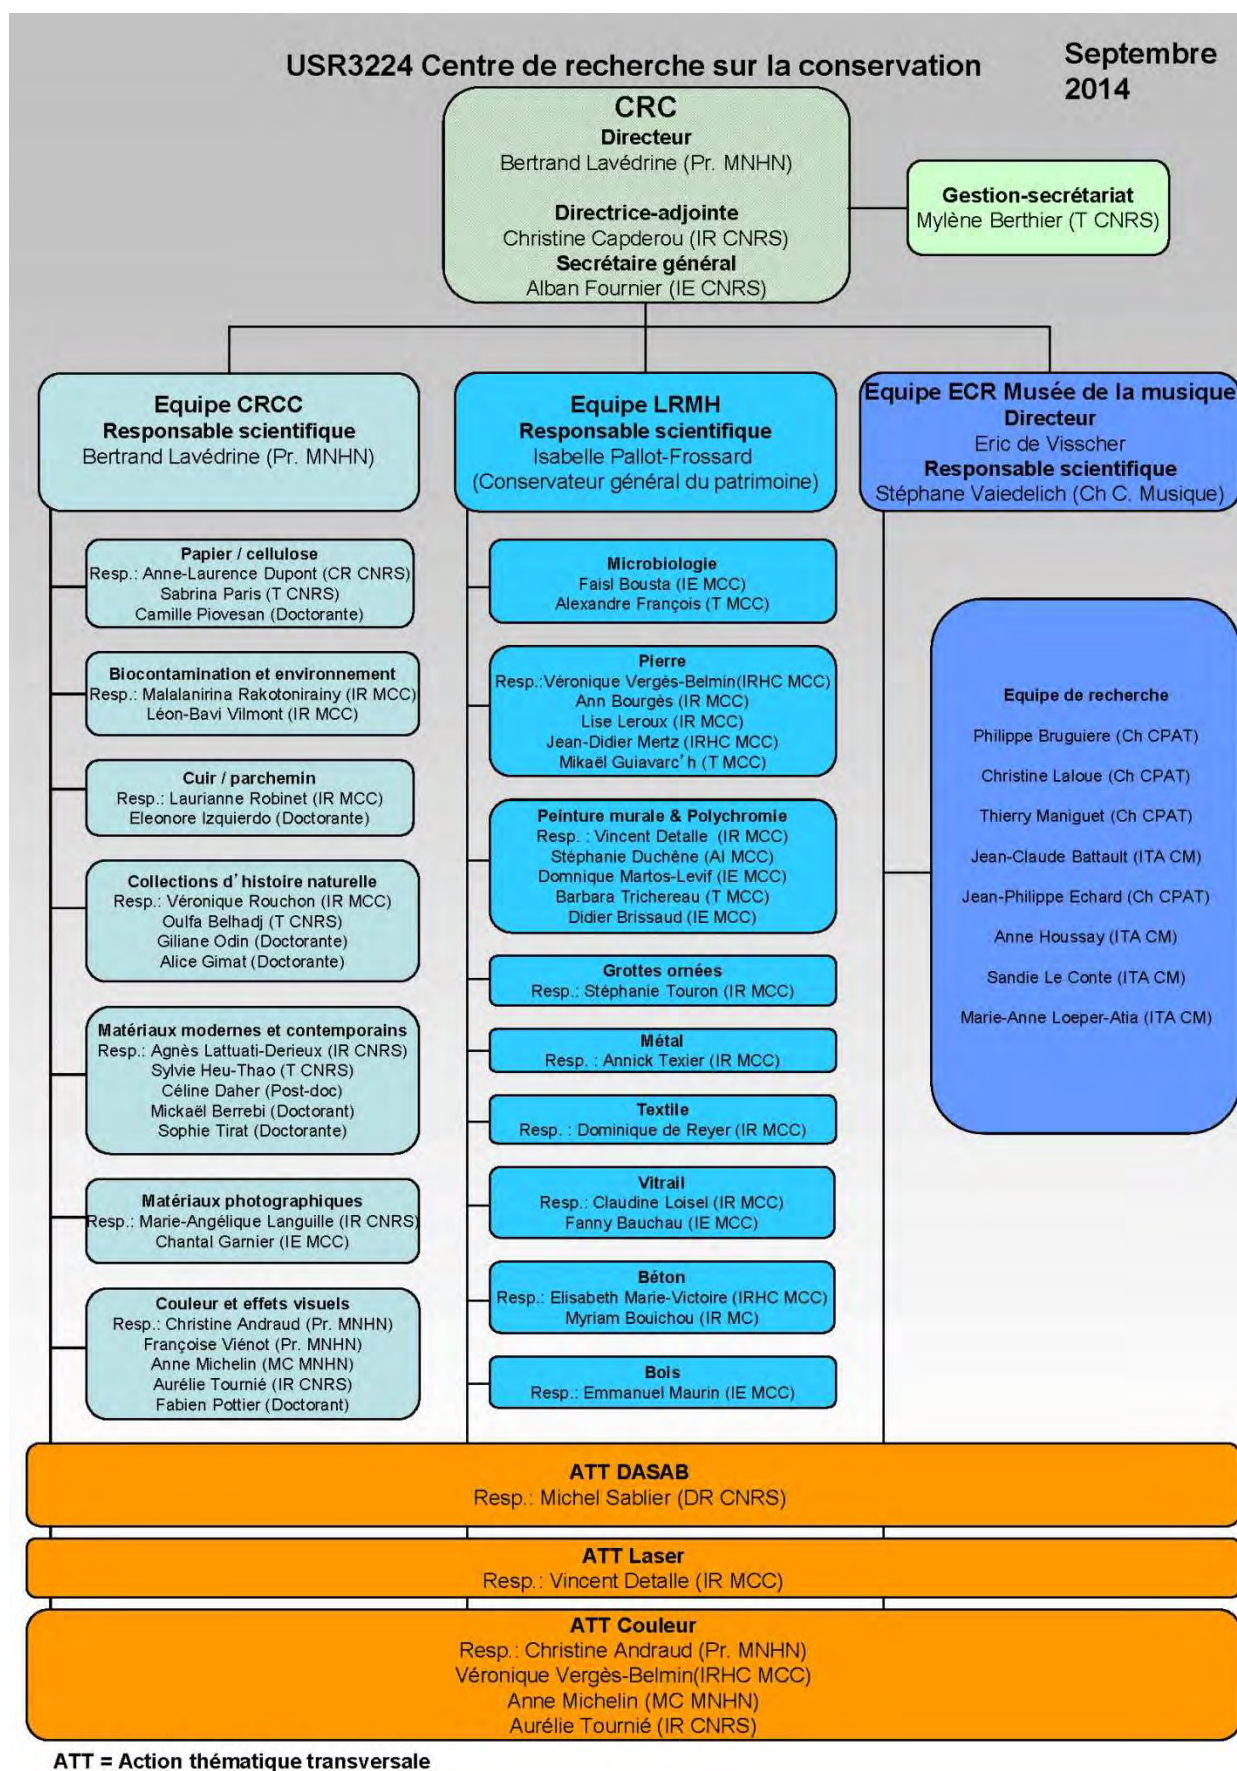 USR3224 Centre de recherche sur la conservation
Septembre
2014
CRC
Directeur
Bertrand Lavédrine (Pr. MNHN)
Directrice-adjointe
Christine Capderou (IR CNRS)
Secrétaire général
Alban Fournier (IE CNRS)
Gestion-secrétariat
Mylène Berthier (T CNRS)
Equipe CRCC
Responsable scientifique
Bertrand Lavédrine (Pr. MNHN)
Papier / cellulose
Resp.: Anne-Laurence Dupont (CR CNRS)
Sabrina Paris (T CNRS)
Camille Piovesan (Doctorante)
Biocontamination et environnement
Resp.: Malalanirina Rakotonirainy (IR MCC)
Léon-Bavi Vilmont (IR MCC)
Cuir / parchemin
Resp.: Laurianne Robinet (IR MCC)
Eleonore Izquierdo (Doctorante)
Collections d'histoire naturelle
Resp.: Véronique Rouchon (IR MCC)
Oulfa Belhadj (T CNRS)
Giliane Odin (Doctorante)
Alice Gimat (Doctorante)
Matériaux modernes et contemporains
Resp.: Agnès Lattuati-Derieux (IR CNRS)
Sylvie Heu-Thao (T CNRS)
Céline Daher (Post-doc)
Mickaël Berrebi (Doctorant)
Sophie Tirat (Doctorante)
Matériaux photographiques
Resp.: Marie-Angélique Languille (IR CNRS)
Chantal Garnier (IE MCC)
Couleur et effets visuels
Resp.: Christine Andraud (Pr. MNHN)
Françoise Viénot (Pr. MNHN)
Anne Michelin (MC MNHN)
Aurélie Tournié (IR CNRS)
Fabien Pottier (Doctorant)
Equipe LRMH
Responsable scientifique
Isabelle Pallot-Frossard
(Conservateur général du patrimoine)
Microbiologie
Faisl Bousta (IE MCC)
Alexandre François (T MCC)
Pierre
Resp.:Véronique Vergès-Belmin(IRHC MCC)
Ann Bourgès (IR MCC)
Lise Leroux (IR MCC)
Jean-Didier Mertz (IRHC MCC)
Mikaël Guiavarc'h (T MCC)
Peinture murale & Polychromie
Resp. : Vincent Detalle (IR MCC)
Stéphanie Duchêne (AI MCC)
Domnique Martos-Levif (IE MCC)
Barbara Trichereau (T MCC)
Didier Brissaud (IE MCC)
Grottes ornées
Resp.: Stéphanie Touron (IR MCC)
Métal
Resp. : Annick Texier (IR MCC)
Textile
Resp. : Dominique de Reyer (IR MCC)
Vitrail
Resp.: Claudine Loisel (IR MCC)
Fanny Bauchau (IE MCC)
Béton
Resp.: Elisabeth Marie-Victoire (IRHC MCC)
Myriam Bouichou (IR MC)
Bois
Resp.: Emmanuel Maurin (IE MCC)
Equipe ECR Musée de la musique
Directeur
Eric de Visscher
Responsable scientifique
Stéphane Vaiedelich (Ch C. Musique)
Equipe de recherche
Philippe Bruguiere (Ch CPAT)
Christine Laloue (Ch CPAT)
Thierry Maniguet (Ch CPAT)
Jean-Claude Battault (ITA CM)
Jean-Philippe Echard (Ch CPAT)
Anne Houssay (ITA CM)
Sandie Le Conte (ITA CM)
Marie-Anne Loeper-Atia (ITA CM)
ATT DASAB
Resp.: Michel Sablier (DR CNRS)
ATT Laser
Resp.: Vincent Detalle (IR MCC)
ATT Couleur
Resp.: Christine Andraud (Pr. MNHN)
Véronique Vergès-Belmin(IRHC MCC)
Anne Michelin (MC MNHN)
Aurélie Tournié (IR CNRS)
ATT = Action thématique transversale